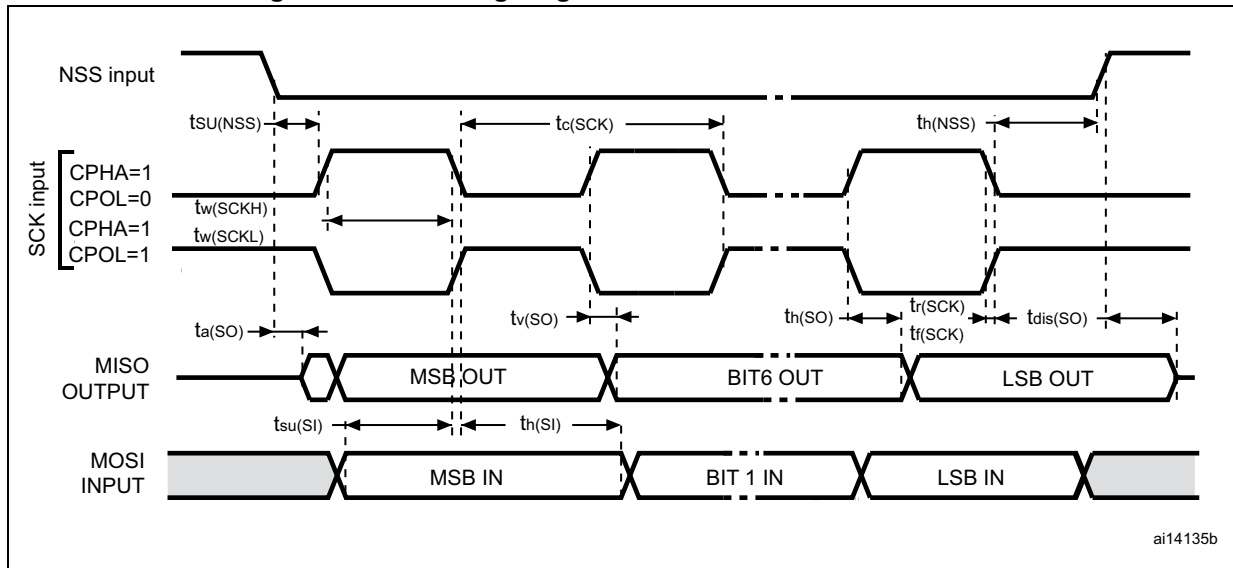 NSS input
tSU(NSS)
tc(SCK)
th(NSS)
SCK input
CPHA=1
CPOL=0
tw(SCKH)
CPHA=1
tw(SCKL)
CPOL=1
ta(SO)
tv(SO)
th(SO)
tr(SCK)
tf(SCK)
tdis(SO)
MISO
OUTPUT
MSB OUT
BIT6 OUT
LSB OUT
tsu(SI)
th(SI)
MOSI
INPUT
MSB IN
BIT 1 IN
LSB IN
ai14135b